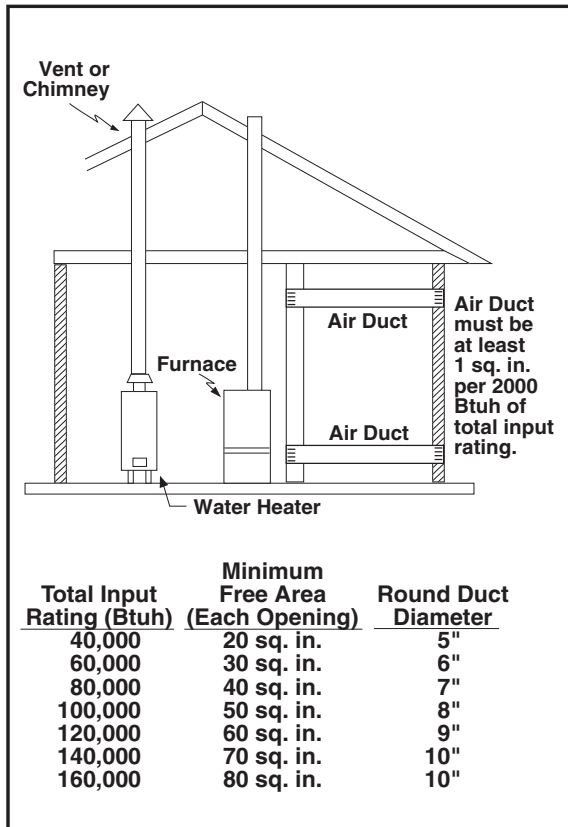 Vent or
Chimney
Air Duct
Air Duct
must be
at least
1 sq. in.
per 2000
Btuh of
total input
rating.
Furnace
Air Duct
Water Heater
Total Input
Rating (Btuh)
Minimum
Free Area
(Each Opening)
Round Duct
Diameter
40,000 20 sq. in. 5"
60,000 30 sq. in. 6"
80,000 40 sq. in. 7"
100,000 50 sq. in. 8"
120,000 60 sq. in. 9"
140,000 70 sq. in. 10"
160,000 80 sq. in. 10"